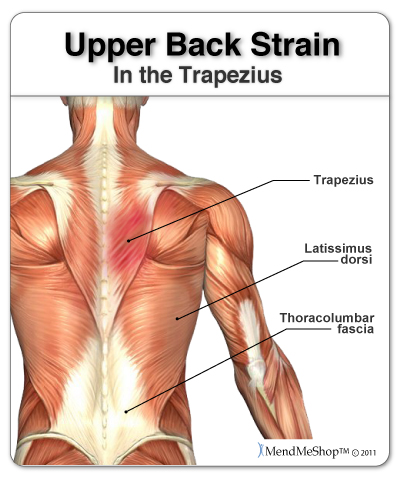 Upper Back Strain
In the Trapezius
Trapezius
Latissimus
dorsi
Thoracolumbar
fascia
MendMeShop™ © 2011